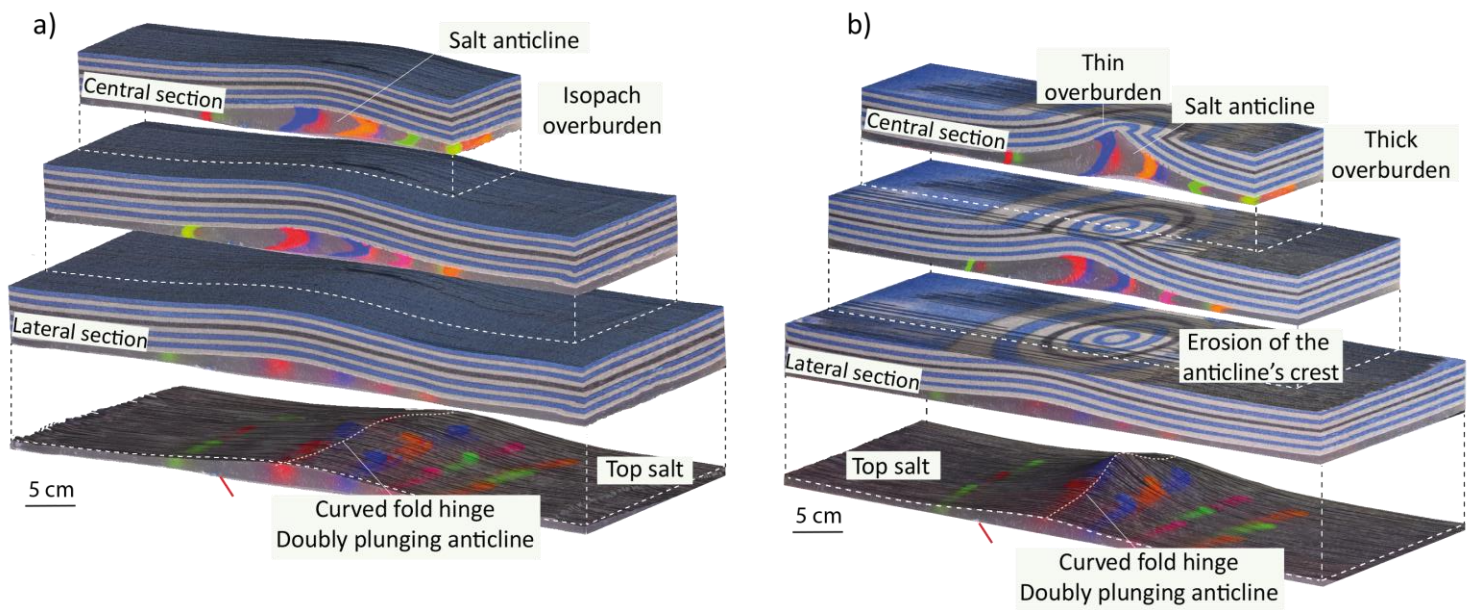 a)
Salt anticline
Central section
Isopach
overburden
Lateral section
Top salt
5 cm
Curved fold hinge
Doubly plunging anticline
b)
Thin
overburden
Salt anticline
Central section
Thick
overburden
Erosion of the
anticline's crest
Lateral section
Top salt
5 cm
Curved fold hinge
Doubly plunging anticline